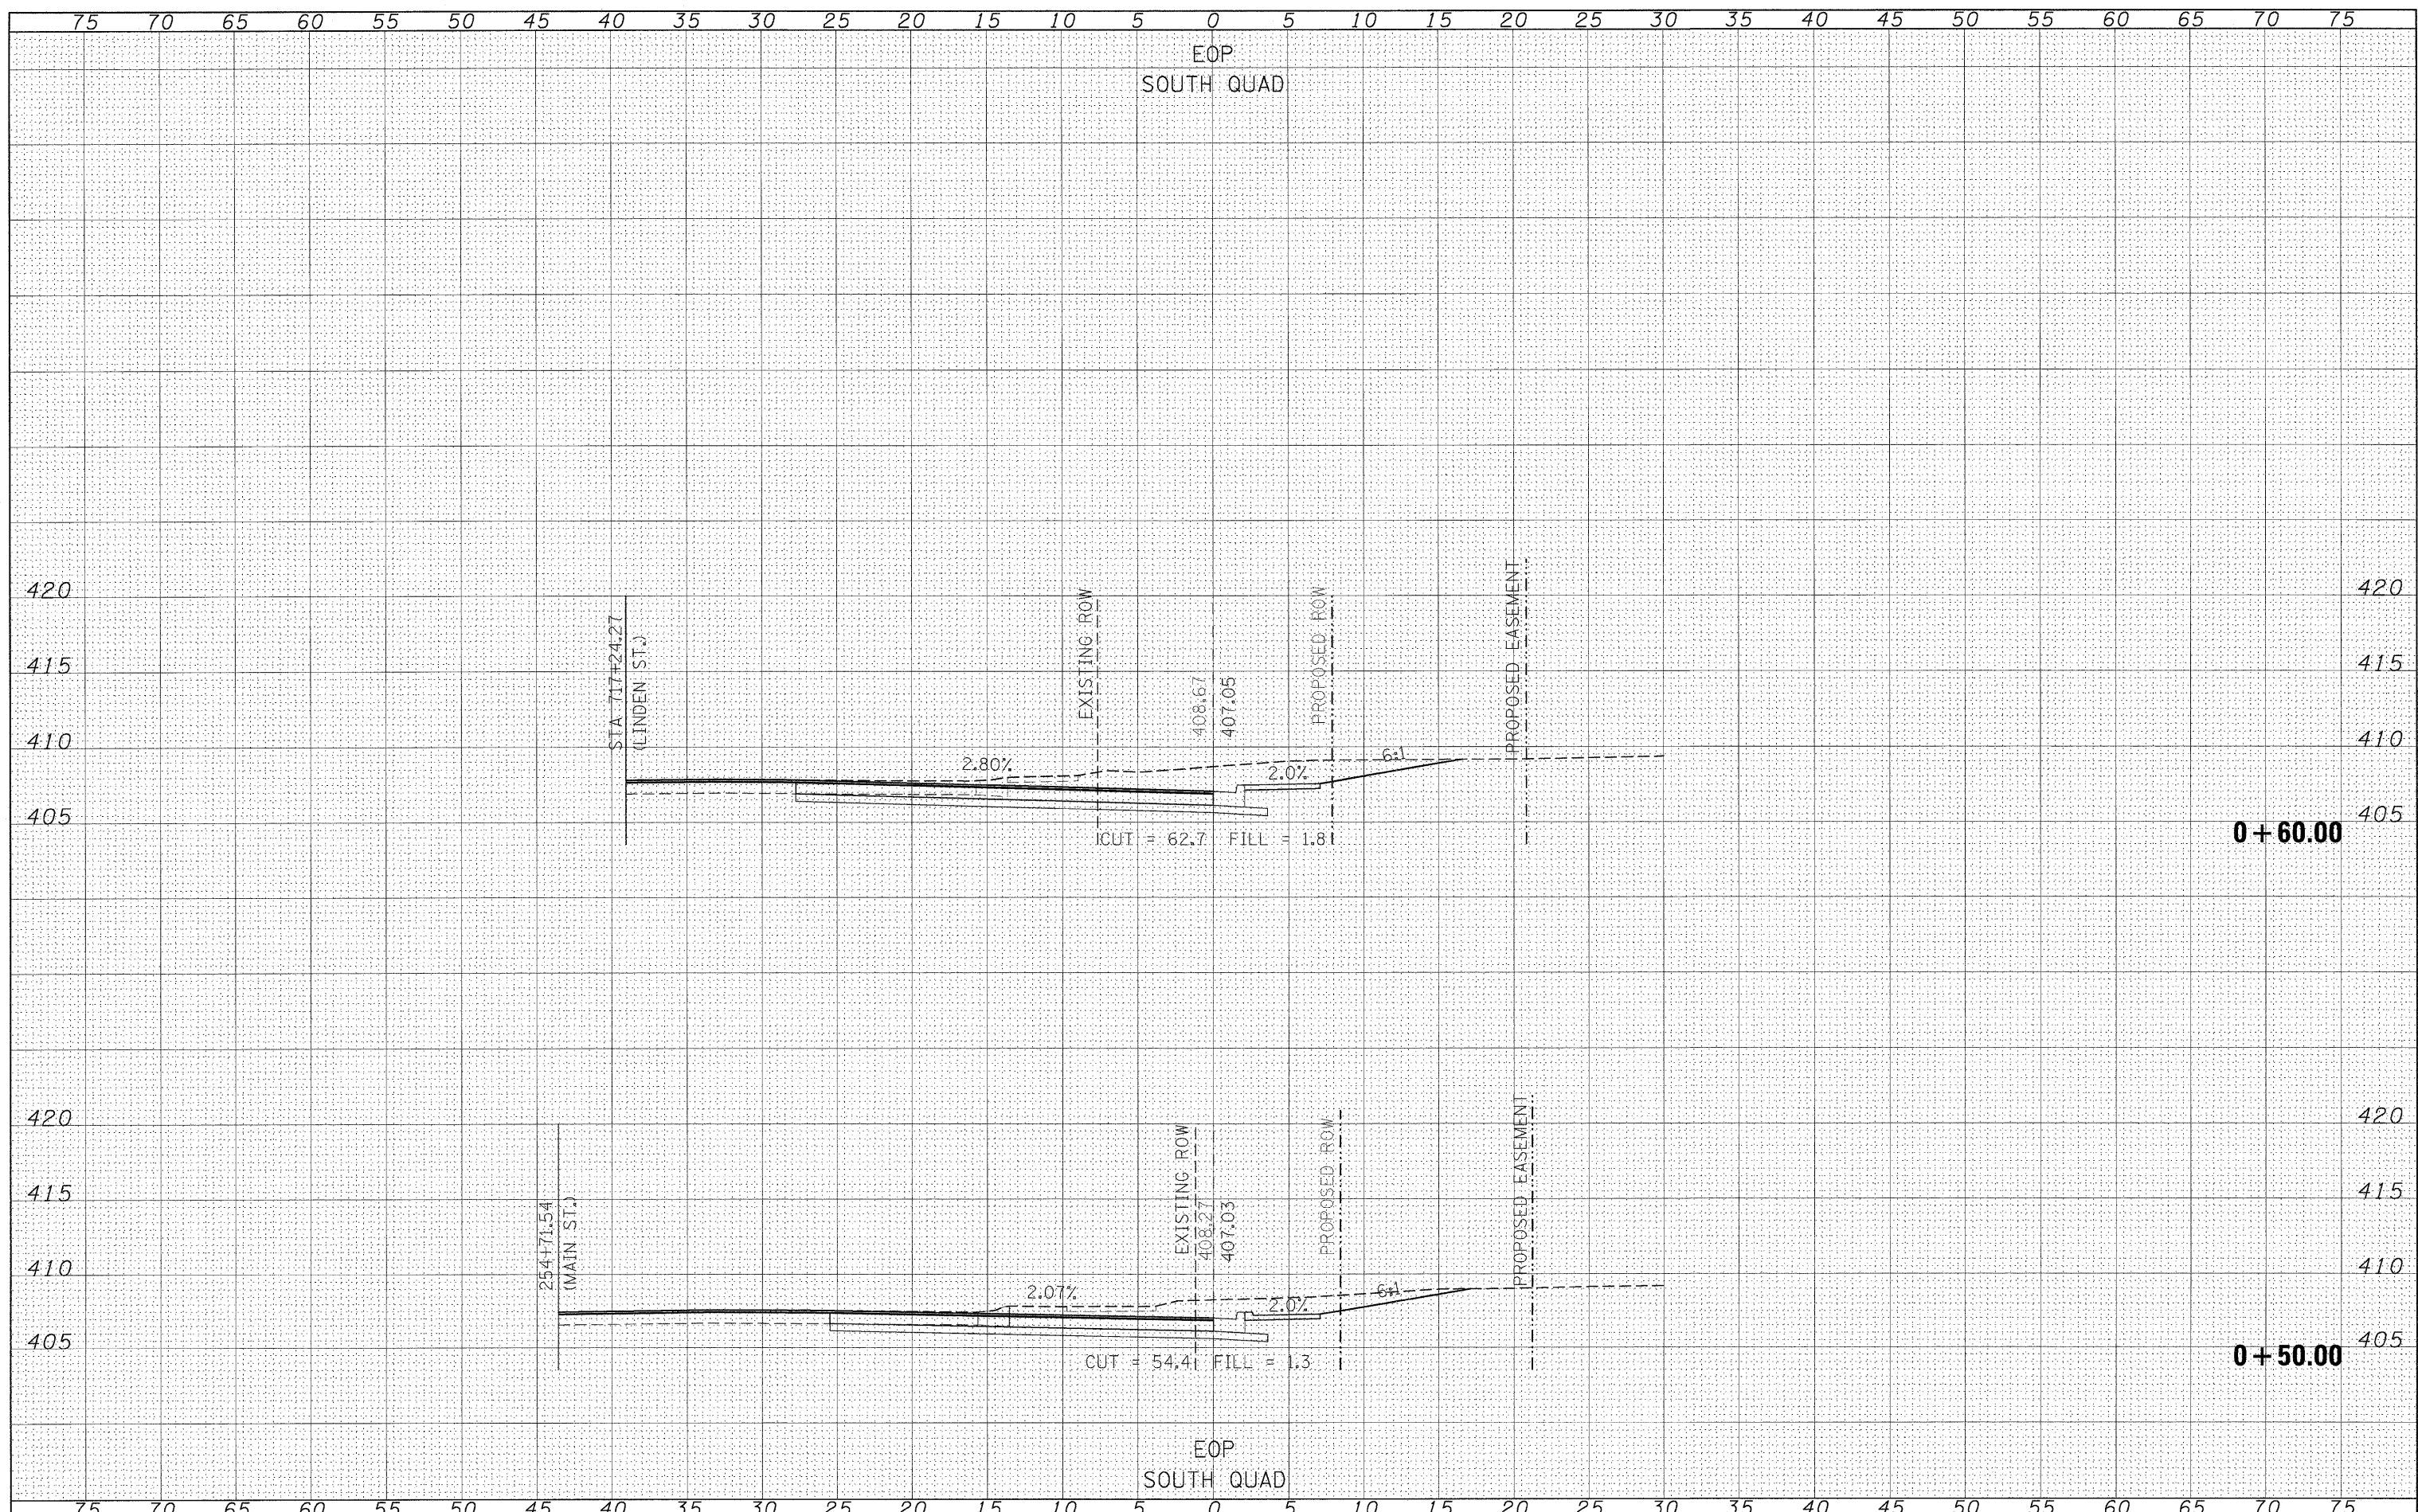 75 70 65 60 55 50 45 40 35 30 25 20 15 10 5 0 5 10 15 20 25 30 35 40 45 50 55 60 65 70 75
EOP
SOUTH QUAD
420
STA 717+24.27
(LINDEN ST.)
EXISTING ROW
408.67
407.05
PROPOSED ROW
PROPOSED EASEMENT
420
415
415
410
410
2.80%
2.0%
6:1
405
405
CUT = 62.7 FILL = 1.8
0+60.00
420
254+71.54
(MAIN ST.)
EXISTING ROW
408.27
407.03
PROPOSED ROW
PROPOSED EASEMENT
420
415
415
410
410
2.07%
2.0%
6:1
405
405
CUT = 54.4 FILL = 1.3
0+50.00
EOP
SOUTH QUAD
75 70 65 60 55 50 45 40 35 30 25 20 15 10 5 0 5 10 15 20 25 30 35 40 45 50 55 60 65 70 75